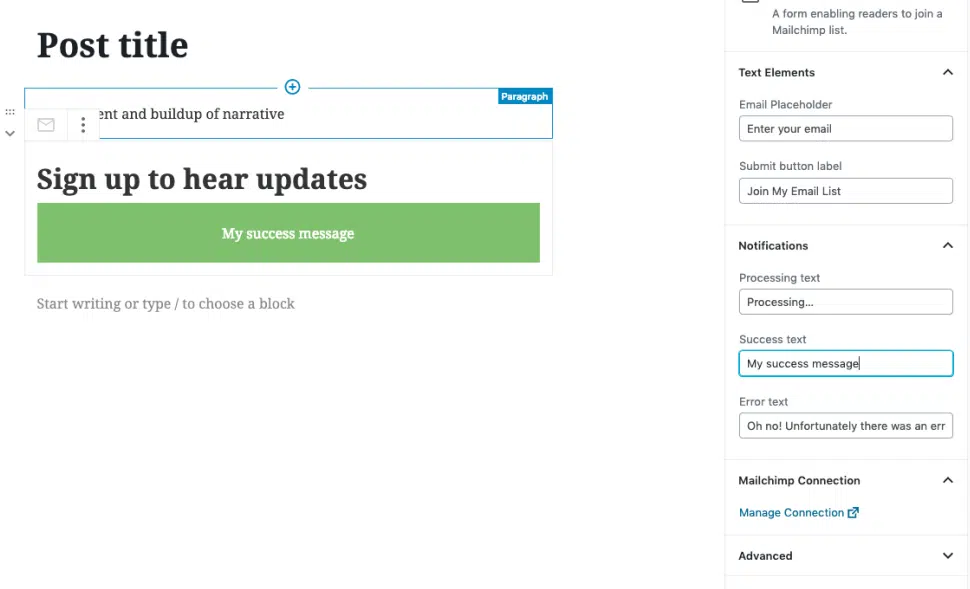 Post title
Paragraph
ent and buildup of narrative
Sign up to hear updates
My success message
Start writing or type / to choose a block
A form enabling readers to join a
Mailchimp list.
Text Elements
Email Placeholder
Enter your email
Submit button label
Join My Email List
Notifications
Processing text
Processing...
Success text
My success message
Error text
Oh no! Unfortunately there was an err
Mailchimp Connection
Manage Connection
Advanced